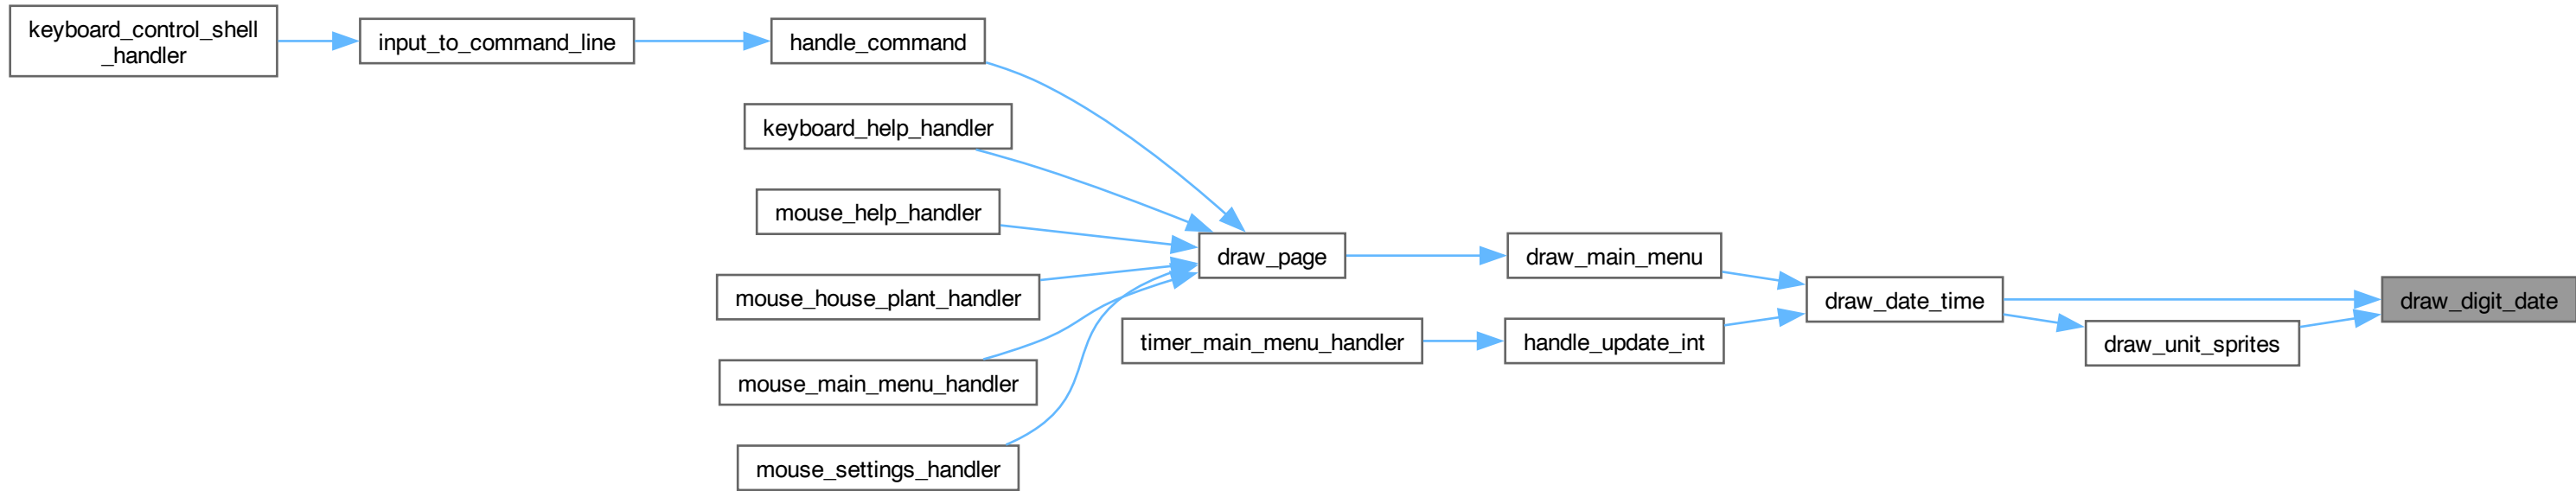 keyboard_control_shell
_handler
input_to_command_line
handle_command
keyboard_help_handler
mouse_help_handler
mouse_house_plant_handler
mouse_main_menu_handler
mouse_settings_handler
draw_page
timer_main_menu_handler
draw_main_menu
handle_update_int
draw_date_time
draw_unit_sprites
draw_digit_date